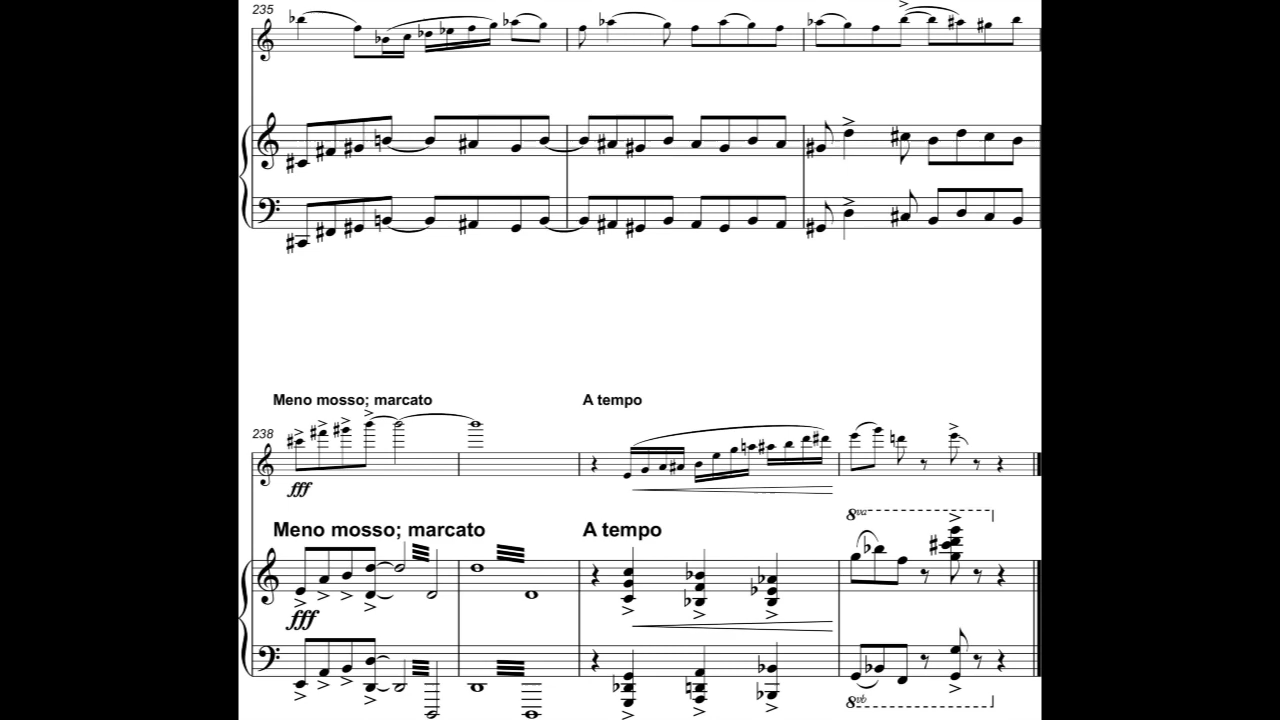 235
Meno mosso; marcato A tempo
238
fff
8va
Meno mosso; marcato A tempo
fff
8vb